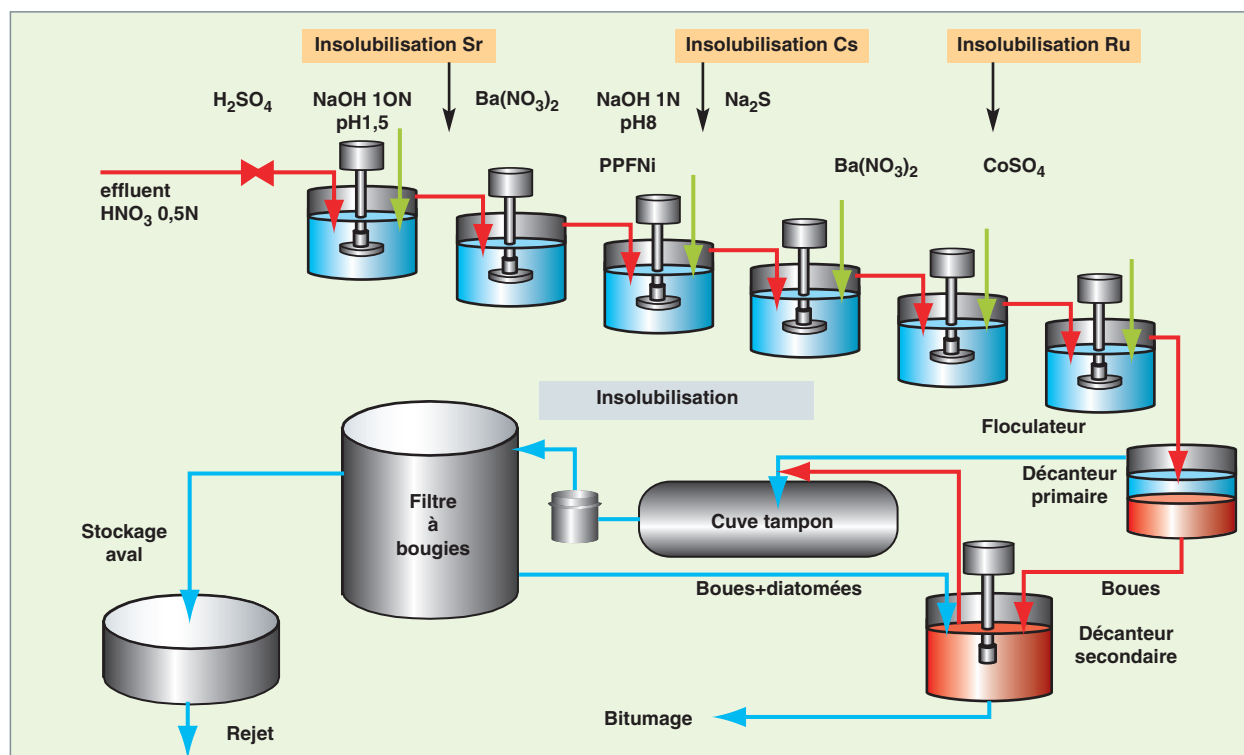 Insolubilisation Sr
Insolubilisation Cs
Insolubilisation Ru
H₂SO₄
NaOH 1ON
pH1,5
Ba(NO₃)₂
NaOH 1N
pH8
Na₂S
PPFNi
Ba(NO₃)₂
CoSO₄
effluent
HNO₃ 0,5N
Insolubilisation
Floculateur
Décanteur
primaire
Filtre
à
bougies
Cuve tampon
Stockage
aval
Boues+diatomées
Boues
Décanteur
secondaire
Bitumage
Rejet